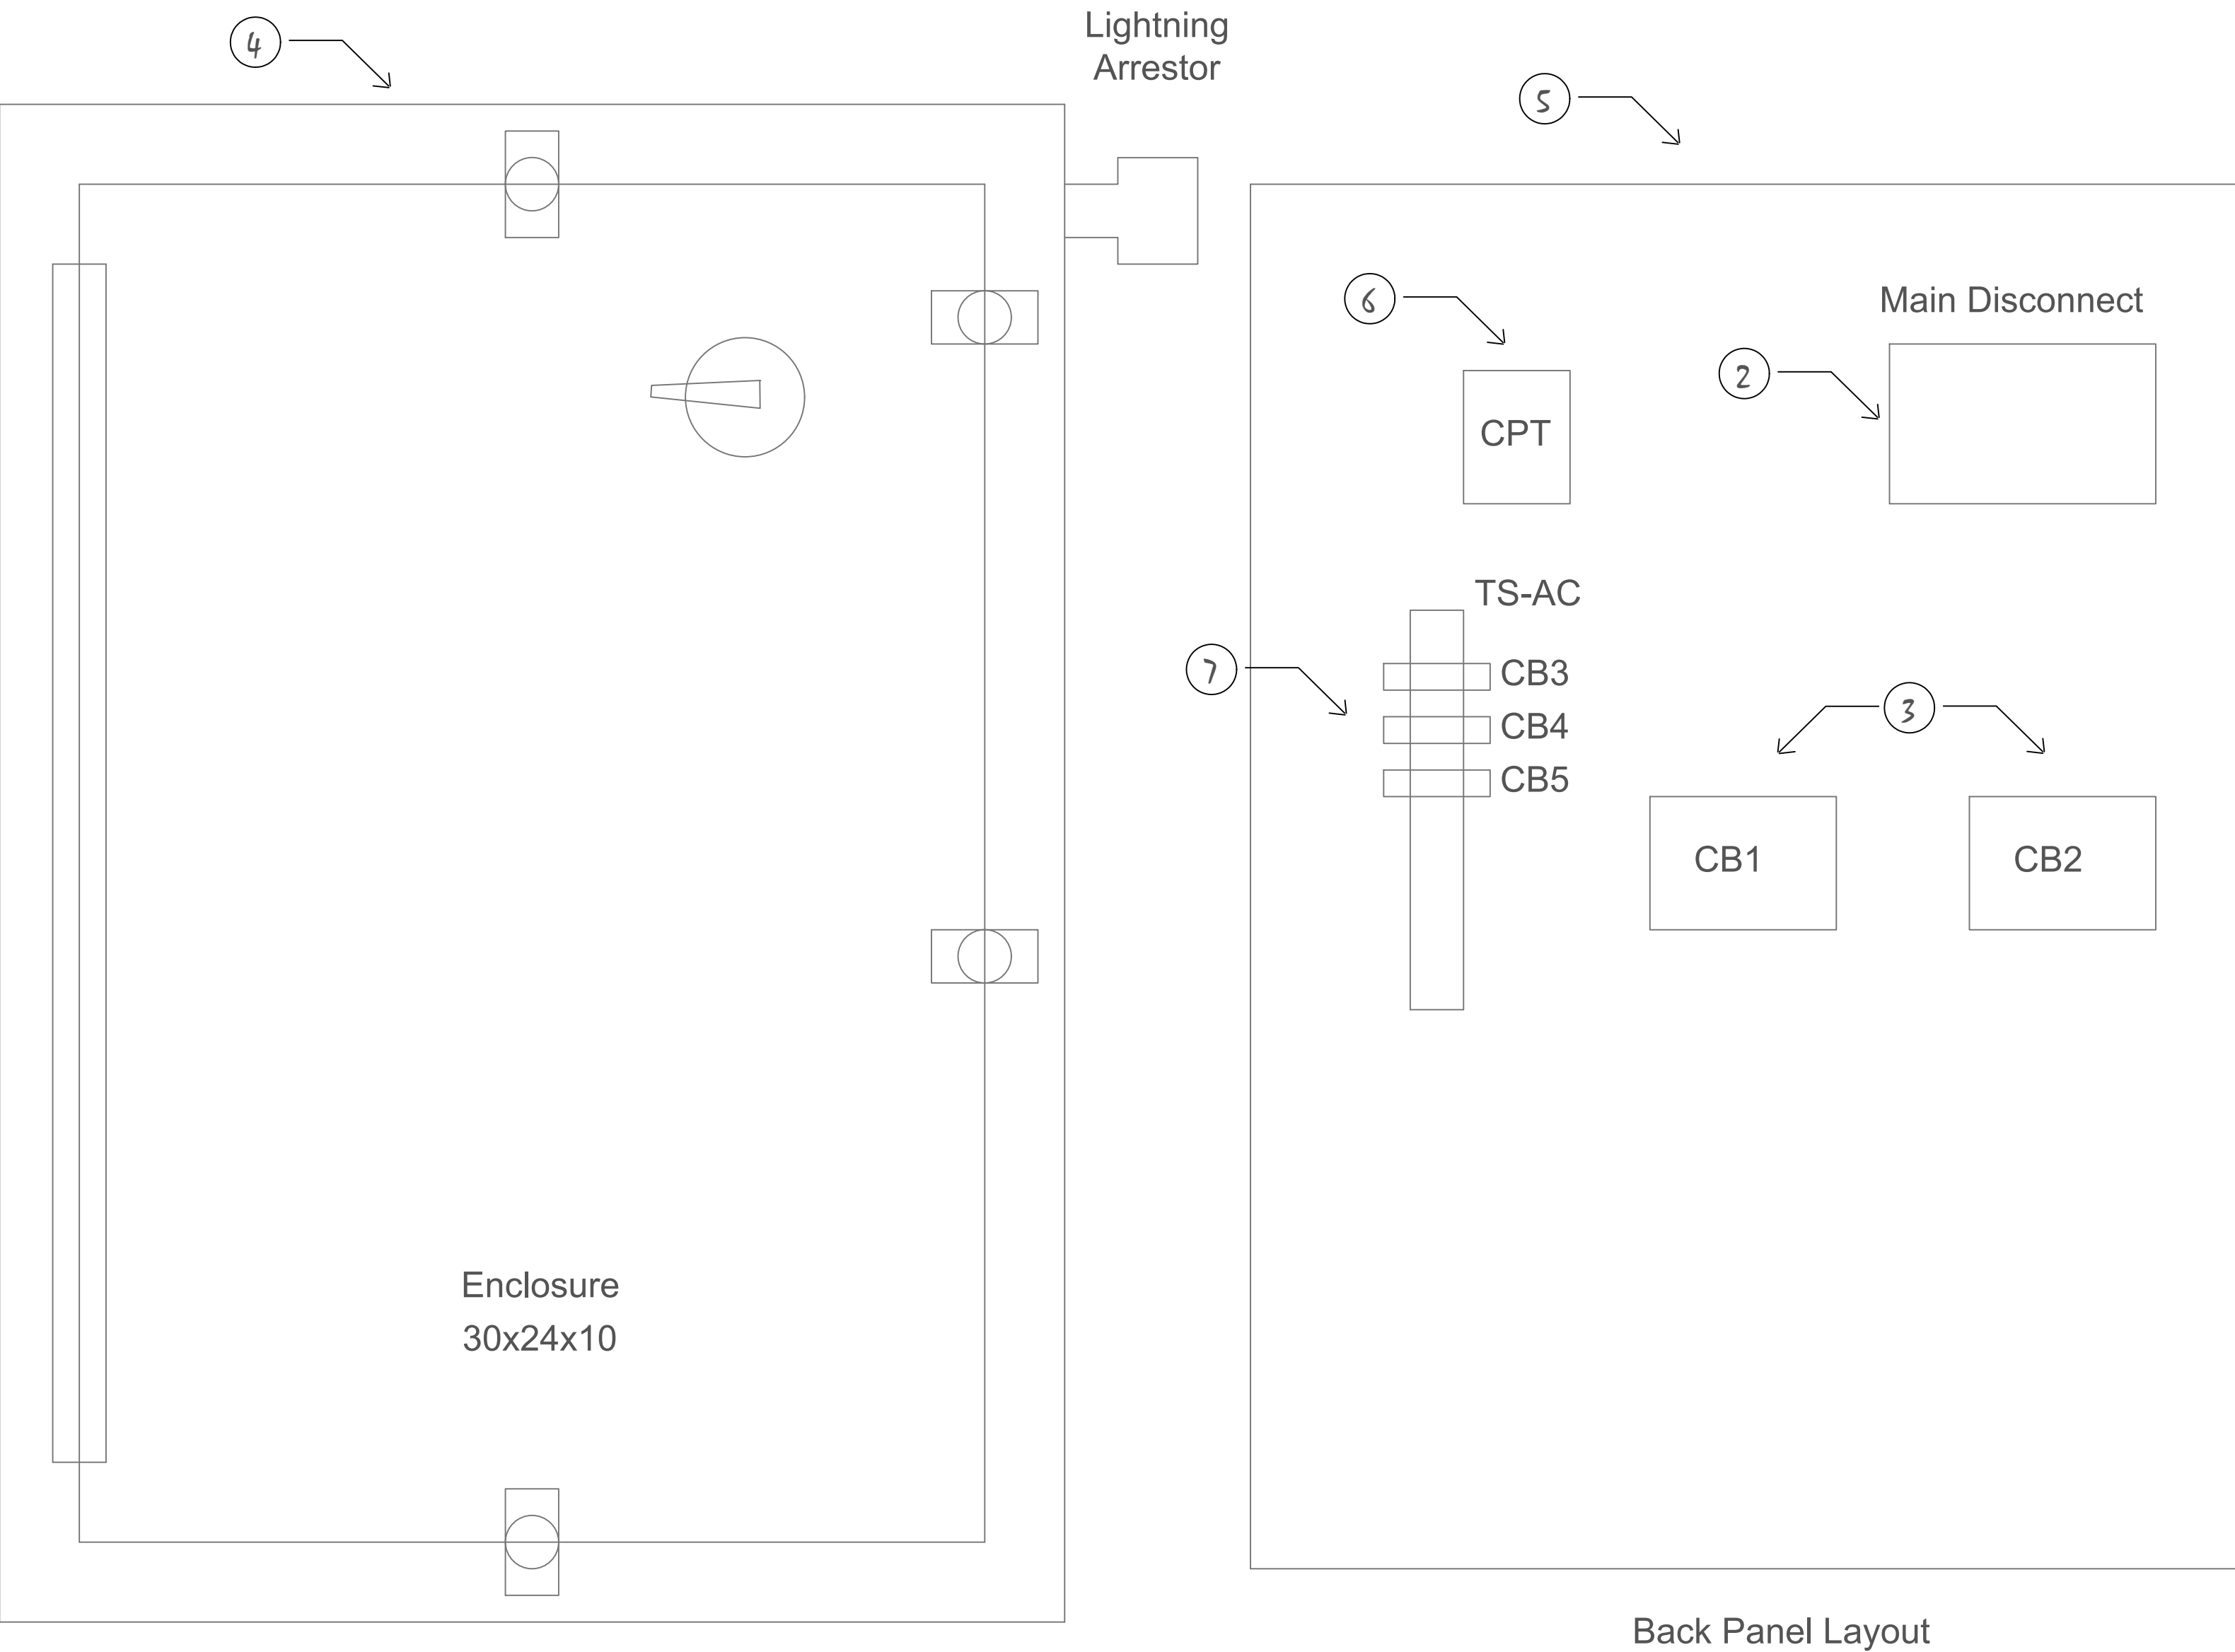 4
Lightning
Arrestor
5
6
Main Disconnect
2
CPT
TS-AC
7
CB3
CB4
CB5
3
CB1
CB2
Enclosure
30x24x10
Back Panel Layout